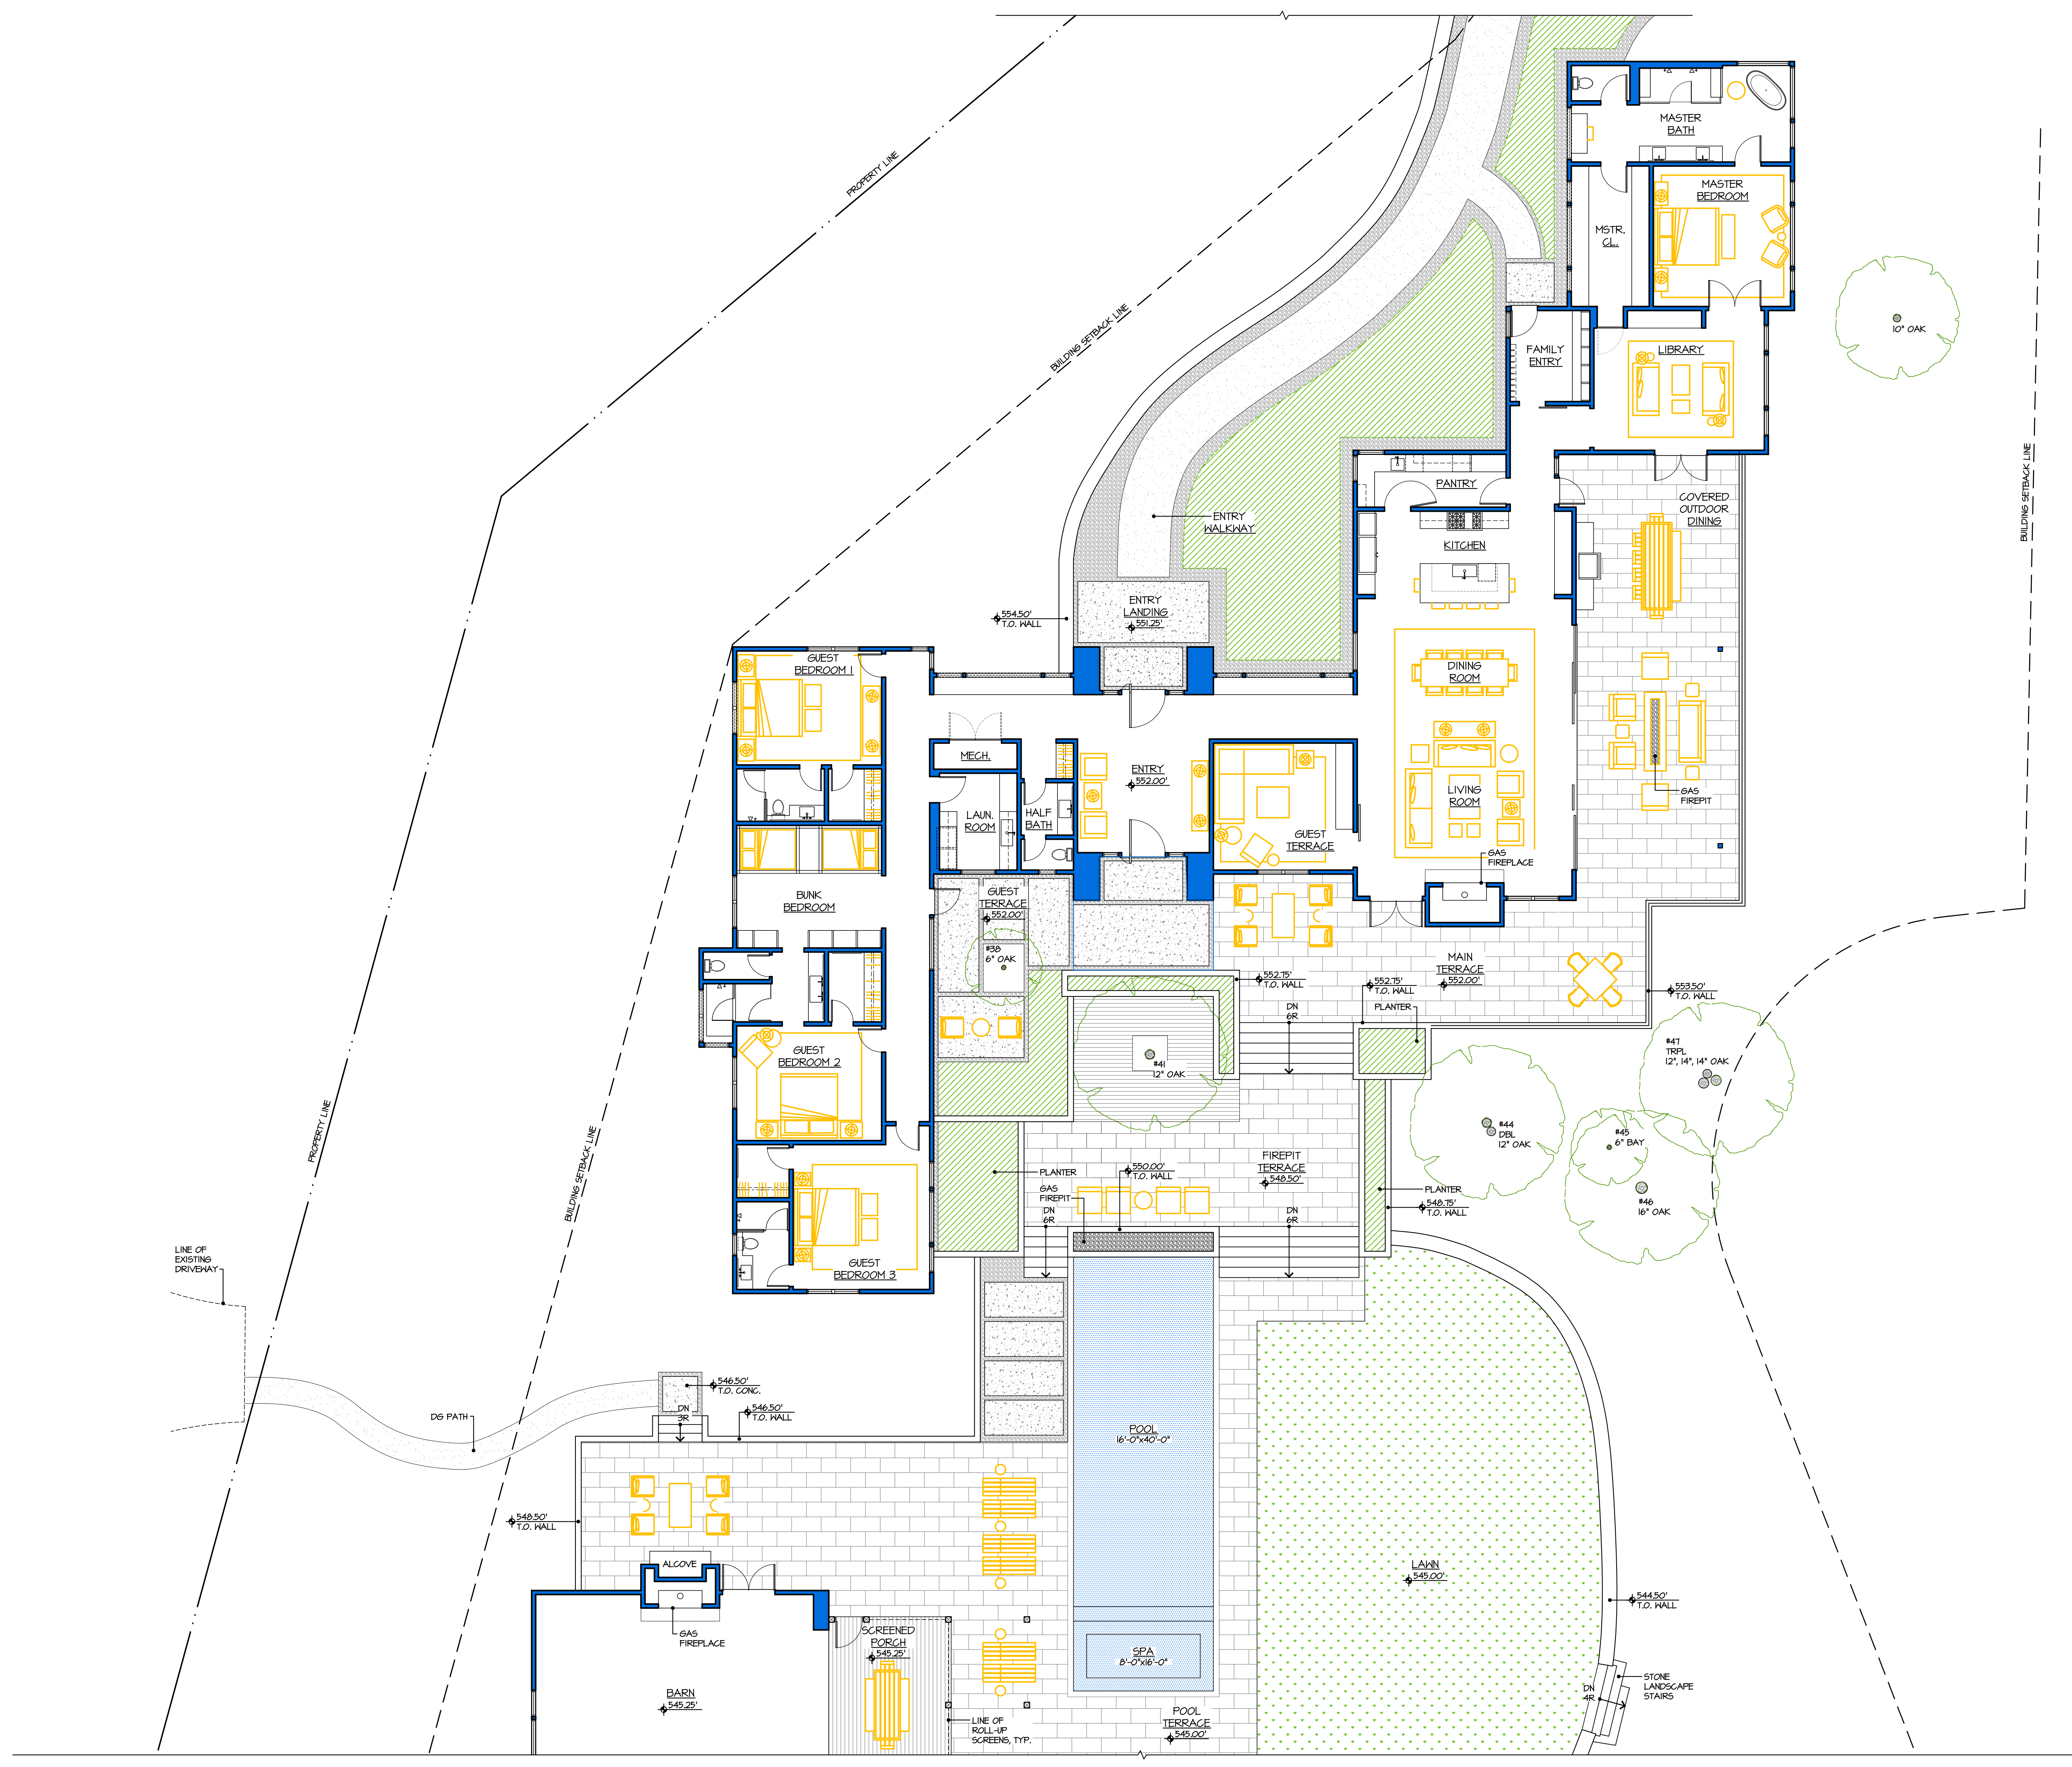 PROPERTY LINE
BUILDING SETBACK LINE
MASTER
BATH
MASTER
BEDROOM
MSTR.
CL.
10" OAK
FAMILY
ENTRY
LIBRARY
BUILDING SETBACK LINE
PANTRY
COVERED
OUTDOOR
DINING
ENTRY
WALKWAY
KITCHEN
ENTRY
LANDING
551.25'
554.50'
T.O. WALL
GUEST
BEDROOM 1
DINING
ROOM
MECH.
ENTRY
552.00'
LIVING
ROOM
GAS
FIREPIT
LAUN.
ROOM
HALF
BATH
GUEST
TERRACE
GAS
FIREPLACE
BUNK
BEDROOM
GUEST
TERRACE
552.00'
#38
6" OAK
MAIN
TERRACE
552.00'
552.75'
T.O. WALL
552.75'
T.O. WALL
553.50'
T.O. WALL
DN
6R
PLANTER
GUEST
BEDROOM 2
#41
12" OAK
#47
TRPL
12", 14", 14" OAK
#44
DBL
12" OAK
#45
6" BAY
#46
16" OAK
PROPERTY LINE
BUILDING SETBACK LINE
FIREPIT
TERRACE
548.50'
PLANTER
550.00'
T.O. WALL
GAS
FIREPIT
PLANTER
548.75'
T.O. WALL
DN
6R
DN
6R
GUEST
BEDROOM 3
LINE OF
EXISTING
DRIVEWAY
546.50'
T.O. CONC.
546.50'
T.O. WALL
DN
3R
DG PATH
POOL
16'-0"x40'-0"
548.50'
T.O. WALL
ALCOVE
LAWN
545.00'
544.50'
T.O. WALL
GAS
FIREPLACE
SCREENED
PORCH
545.25'
SPA
8'-0"x16'-0"
BARN
545.25'
STONE
LANDSCAPE
STAIRS
DN
4R
LINE OF
ROLL-UP
SCREENS, TYP.
POOL
TERRACE
545.00'